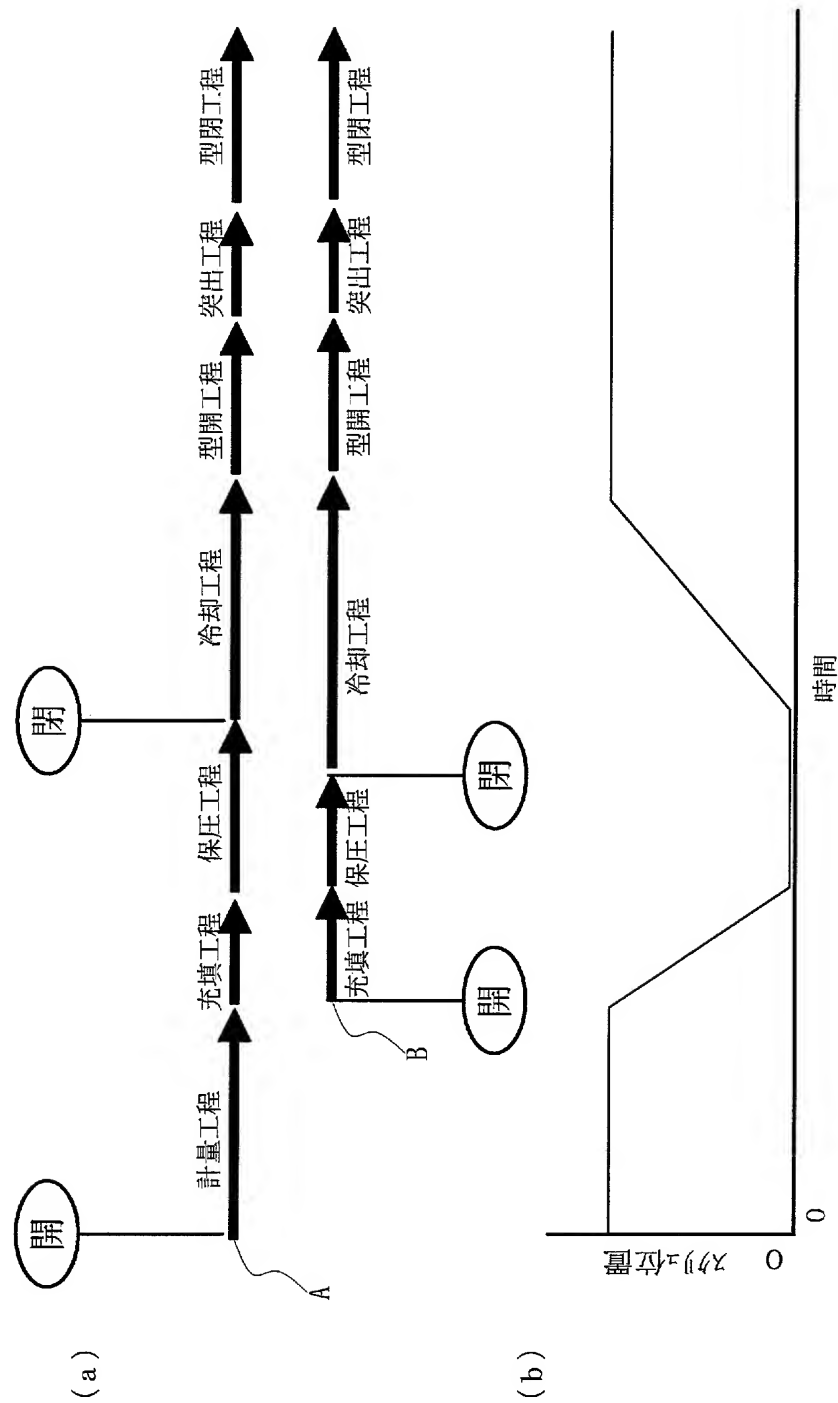 (a)
開
閉
計量工程
充填工程
保圧工程
冷却工程
型開工程
突出工程
型閉工程
A
充填工程
保圧工程
冷却工程
型開工程
突出工程
型閉工程
B
開
閉
(b)
スクリュ位置
0
0
時間